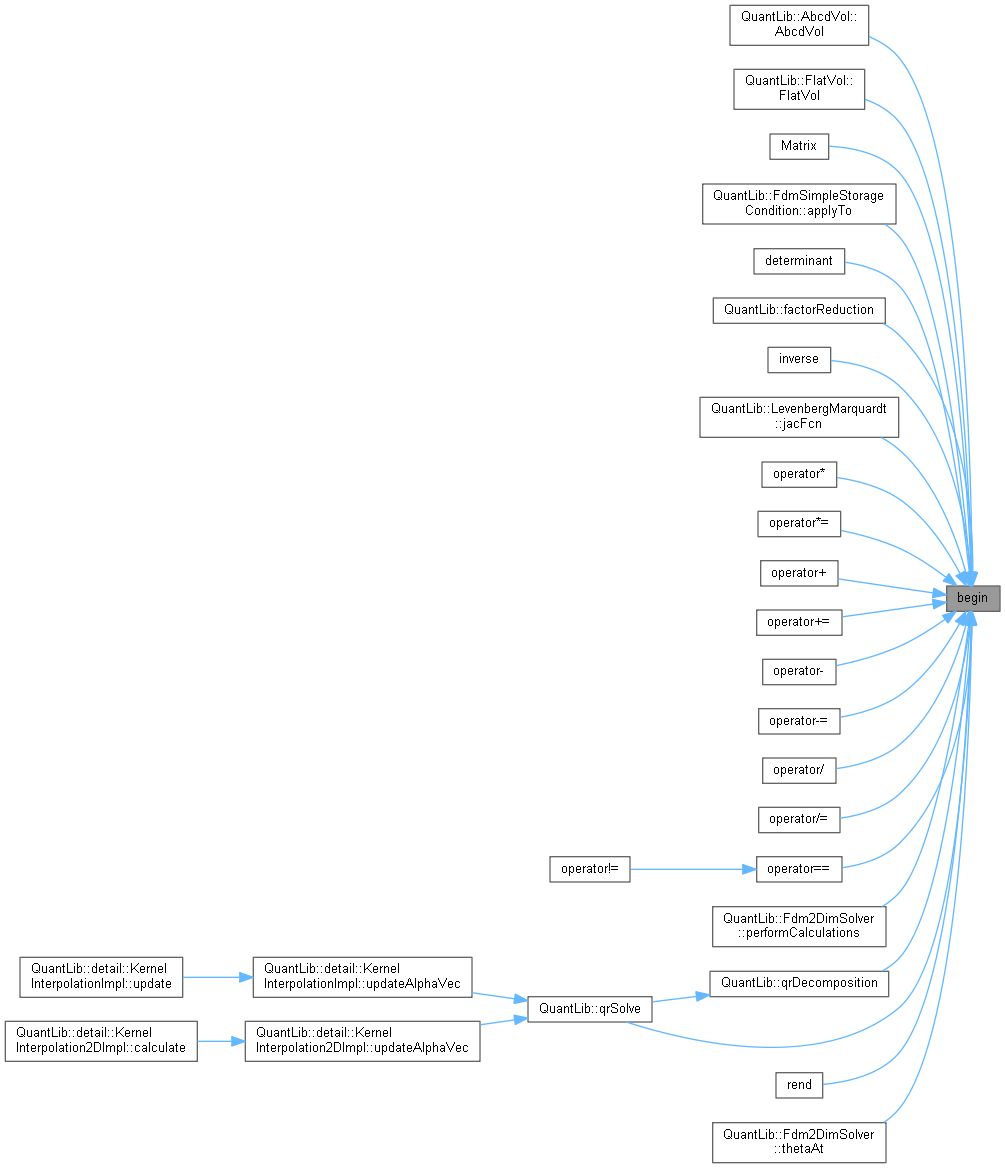 QuantLib::AbcdVol::
AbcdVol
QuantLib::FlatVol::
FlatVol
Matrix
QuantLib::FdmSimpleStorage
Condition::applyTo
determinant
QuantLib::factorReduction
inverse
QuantLib::LevenbergMarquardt
::jacFcn
operator*
operator*=
operator+
begin
operator+=
operator-
operator-=
operator/
operator/=
operator!=
operator==
QuantLib::Fdm2DimSolver
::performCalculations
QuantLib::detail::Kernel
InterpolationImpl::update
QuantLib::detail::Kernel
InterpolationImpl::updateAlphaVec
QuantLib::qrDecomposition
QuantLib::qrSolve
QuantLib::detail::Kernel
Interpolation2DImpl::calculate
QuantLib::detail::Kernel
Interpolation2DImpl::updateAlphaVec
rend
QuantLib::Fdm2DimSolver
::thetaAt